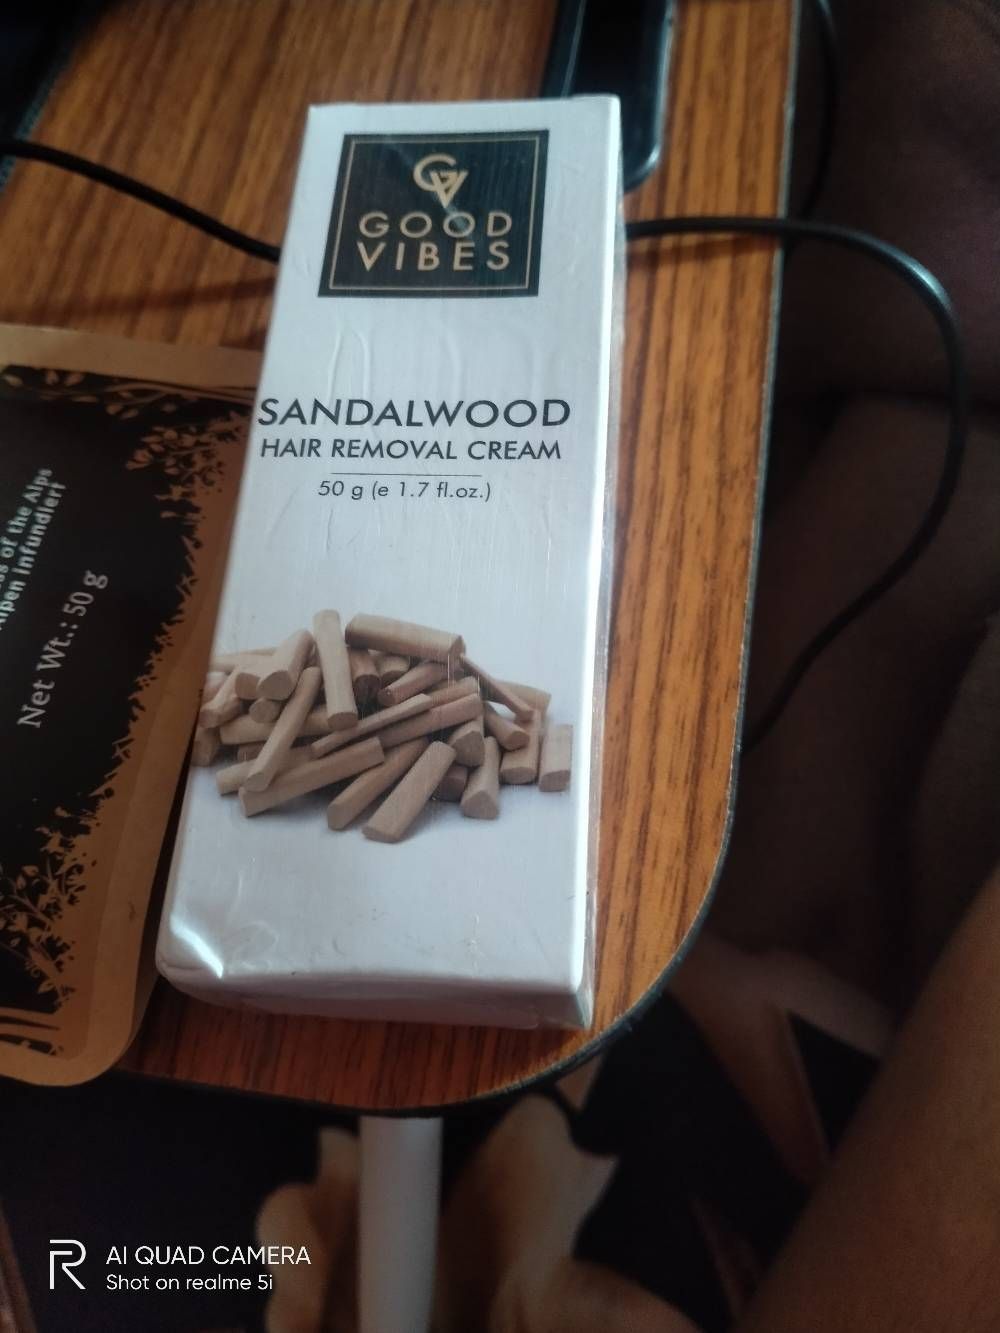 GV
GOOD
VIBES
SANDALWOOD
HAIR REMOVAL CREAM
50 g (e 1.7 fl.oz.)
of the Alps
Alpen infundiert
Net Wt.: 50 g
AI QUAD CAMERA
Shot on realme 5i